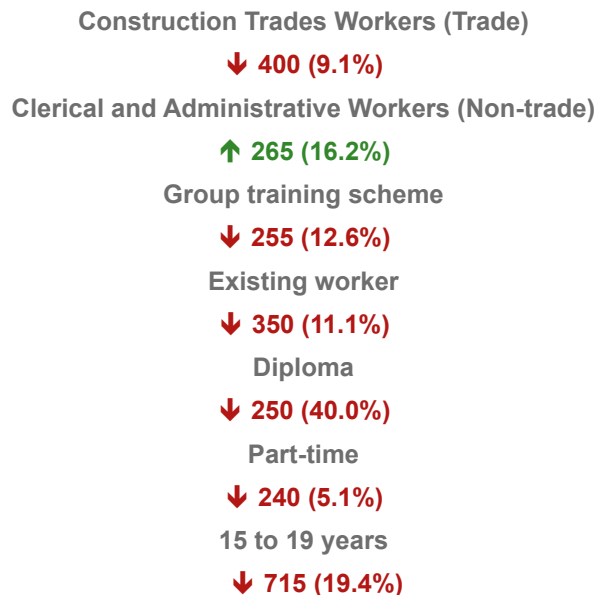 Construction Trades Workers (Trade)
↓ 400 (9.1%)
Clerical and Administrative Workers (Non-trade)
↑ 265 (16.2%)
Group training scheme
↓ 255 (12.6%)
Existing worker
↓ 350 (11.1%)
Diploma
↓ 250 (40.0%)
Part-time
↓ 240 (5.1%)
15 to 19 years
↓ 715 (19.4%)